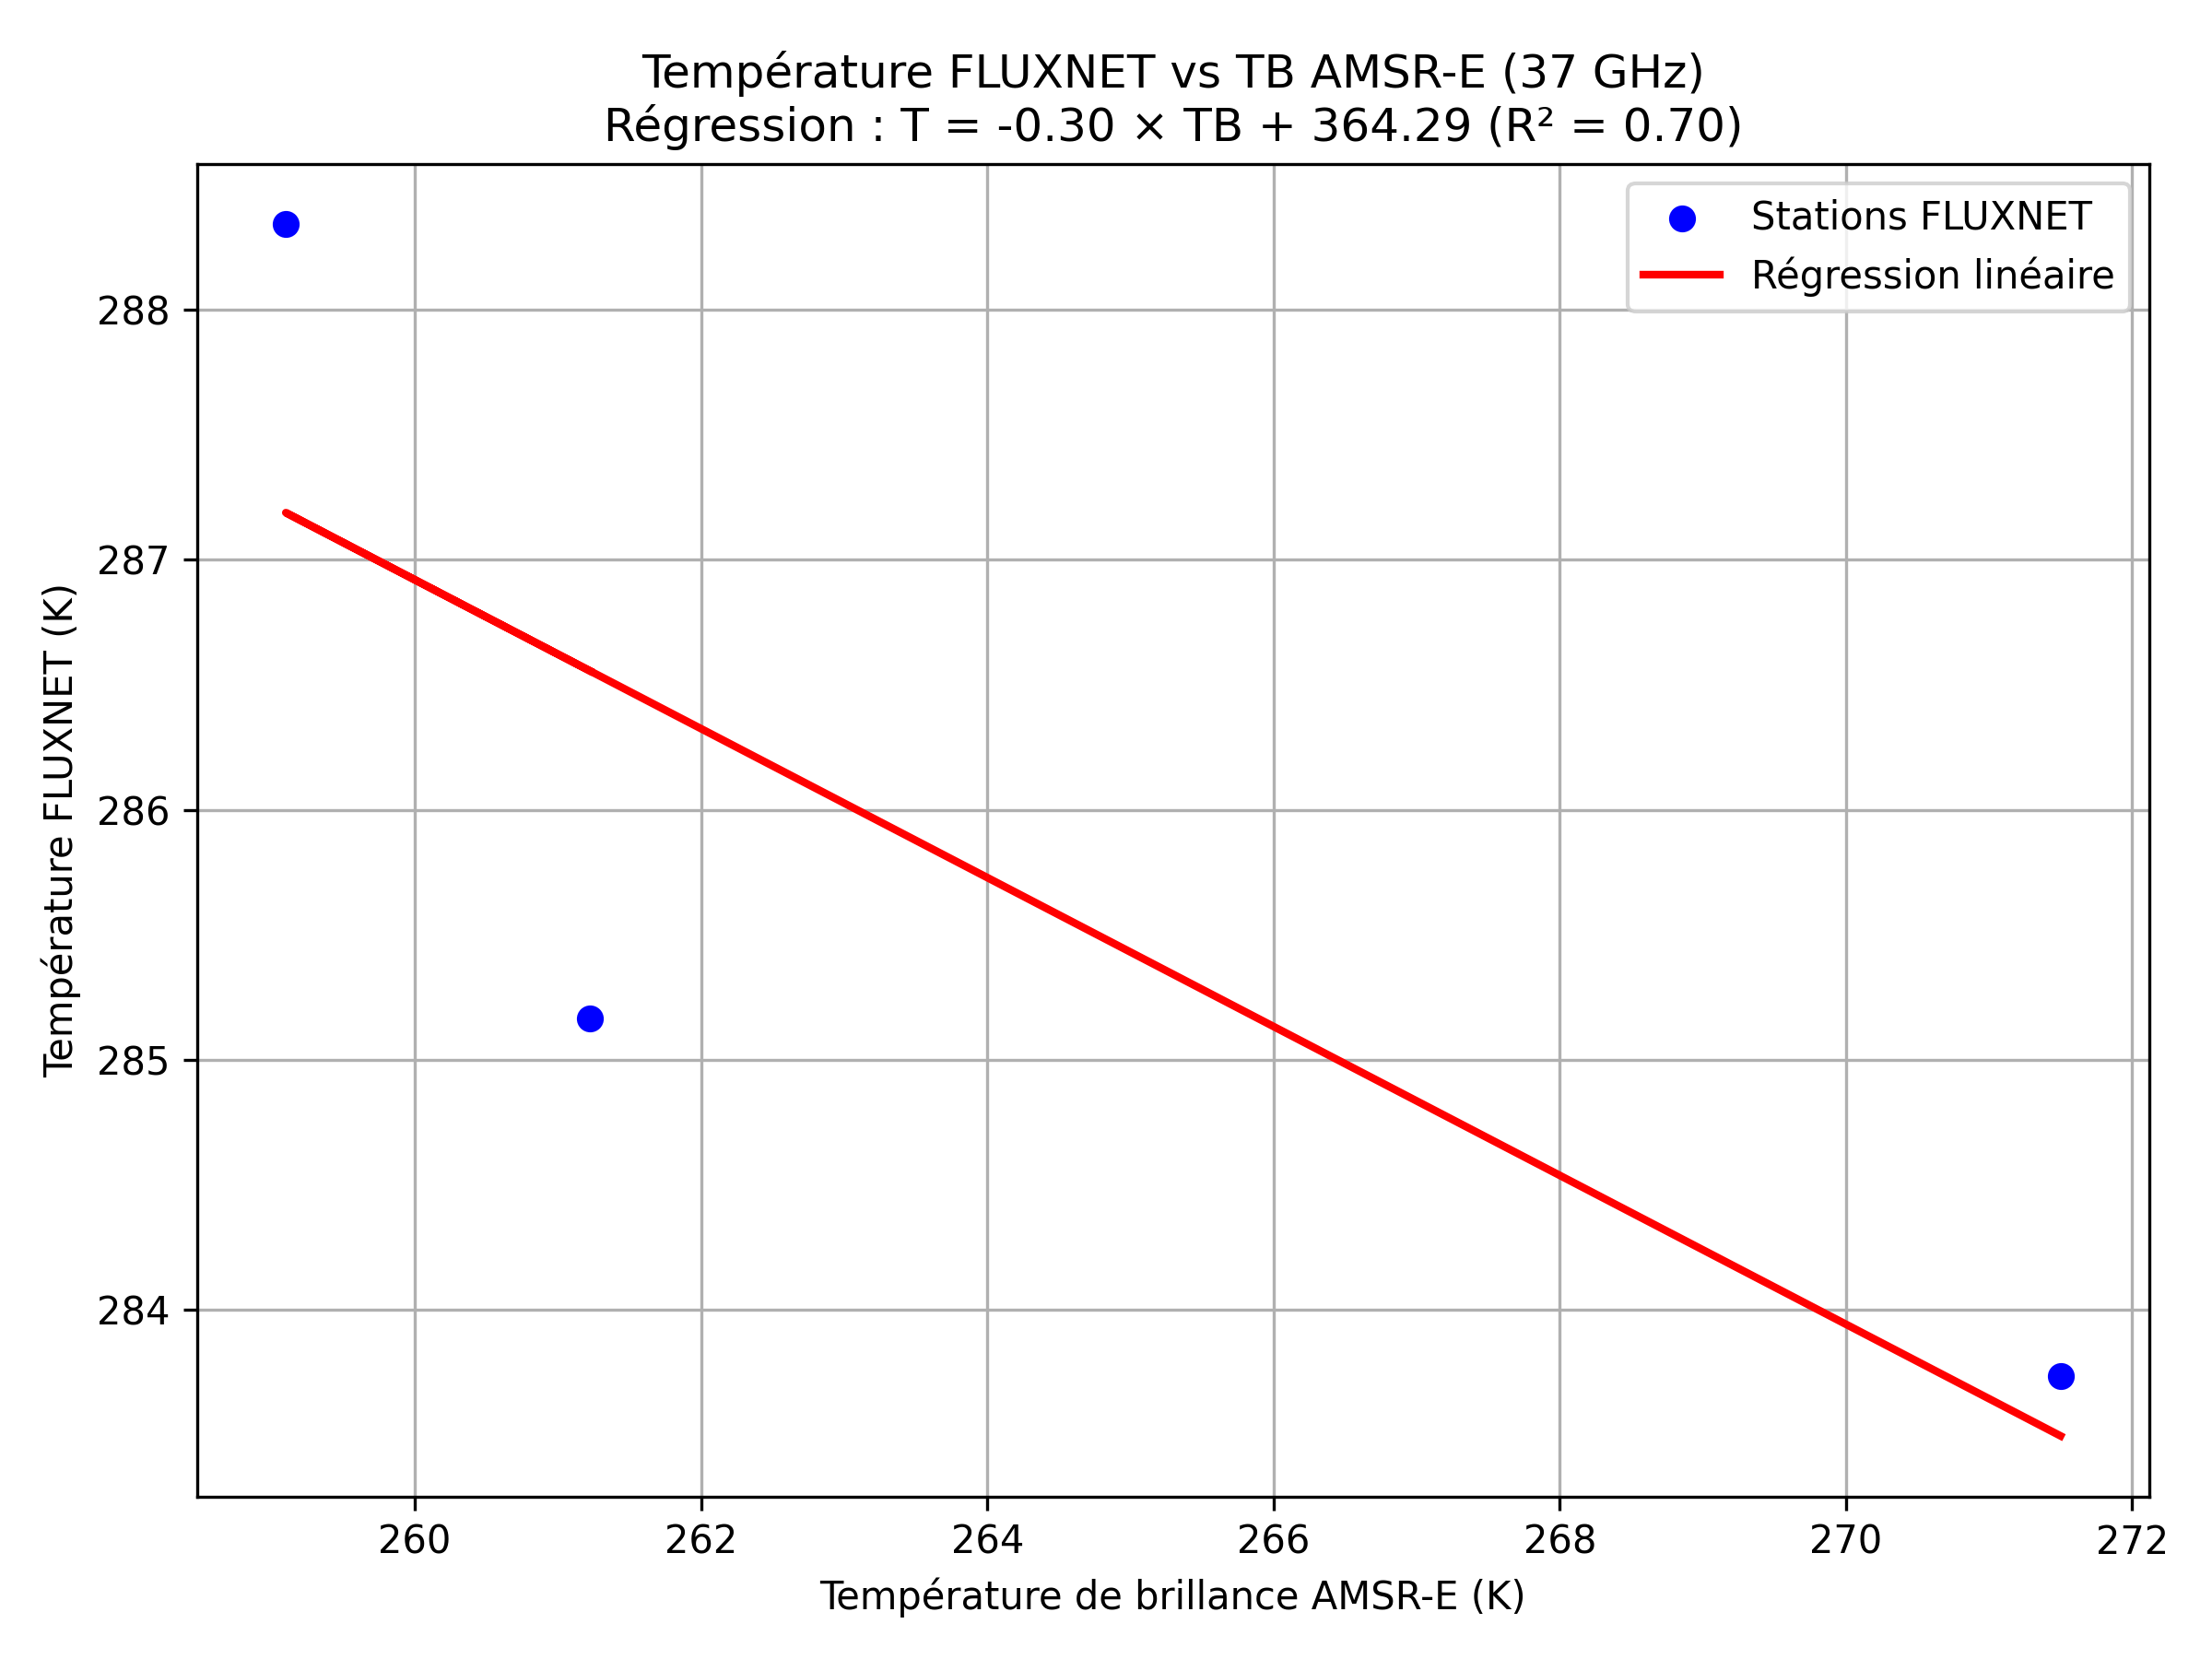 Température FLUXNET vs TB AMSR-E (37 GHz)
Régression : T = -0.30 × TB + 364.29 (R² = 0.70)
Stations FLUXNET
Régression linéaire
288
287
286
285
284
Température FLUXNET (K)
260 262 264 266 268 270 272
Température de brillance AMSR-E (K)